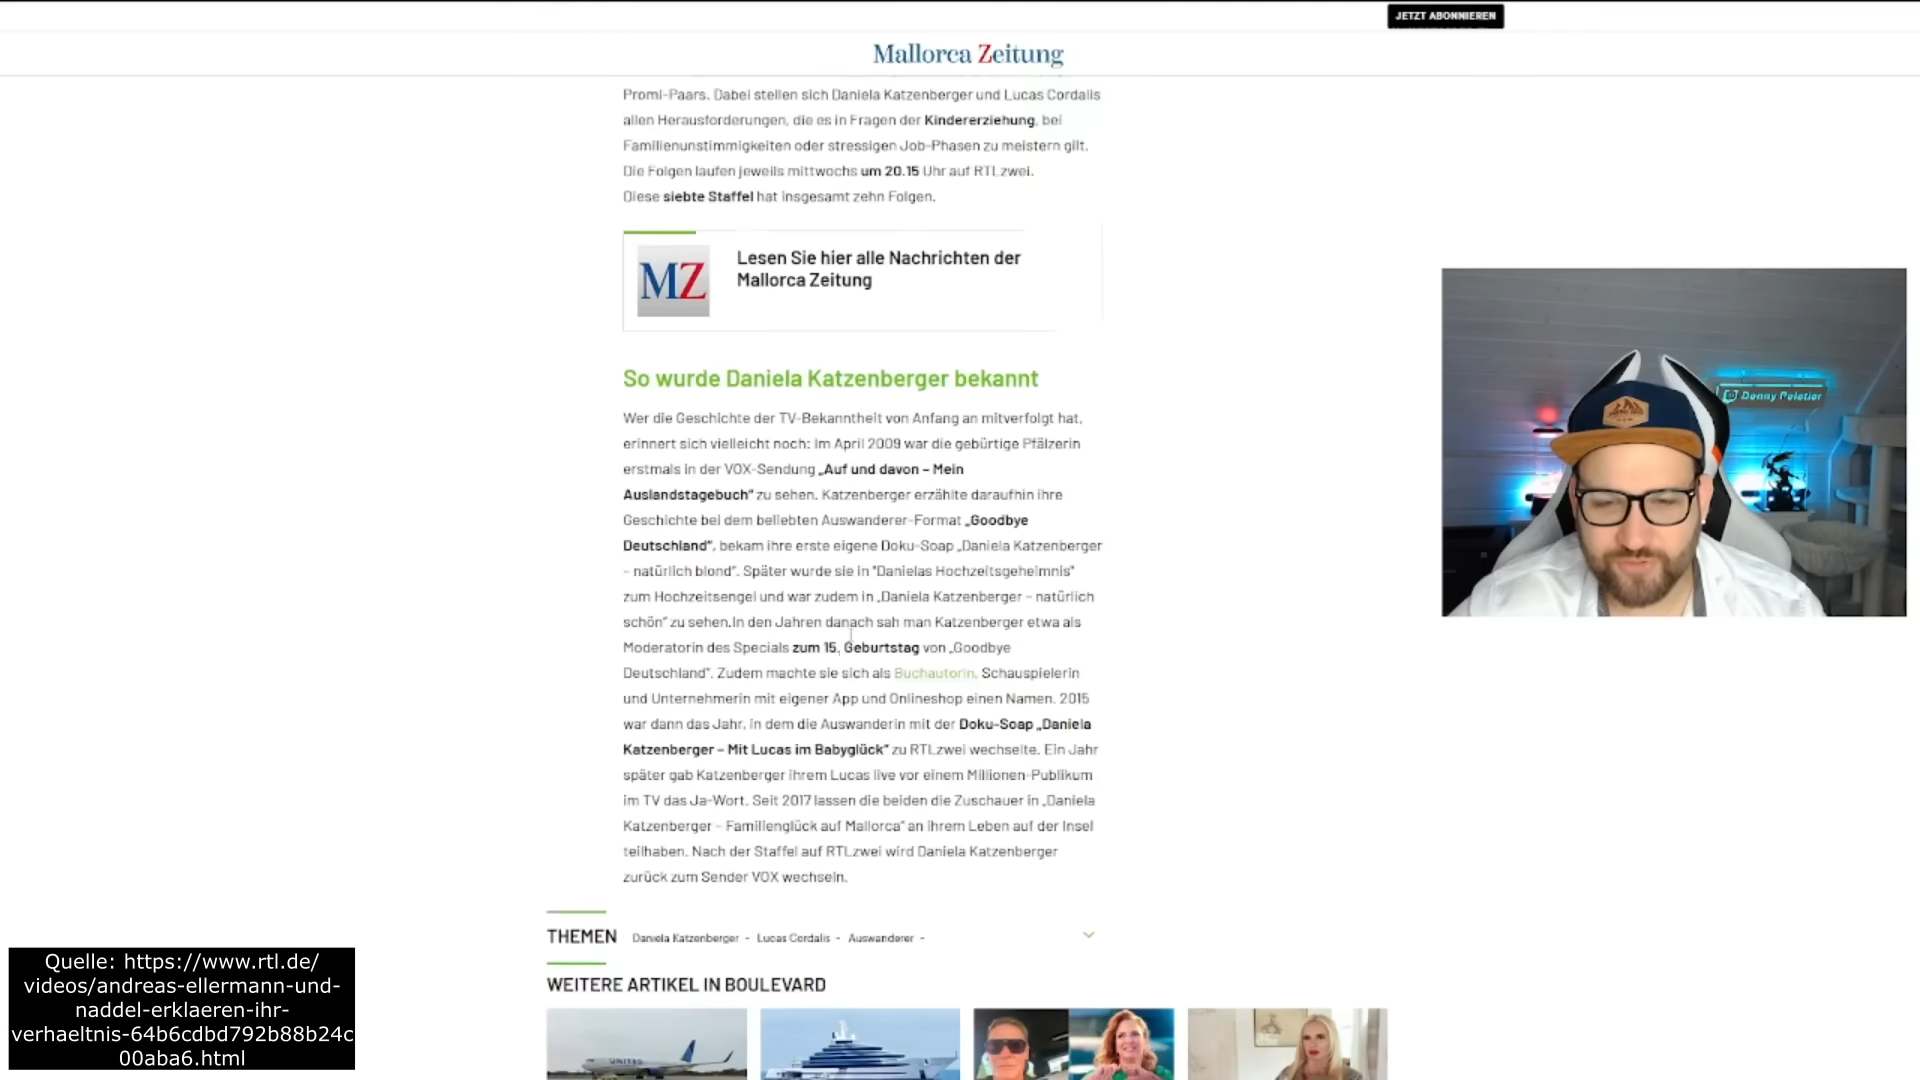 JETZT ABONNIEREN
Mallorca Zeitung
Promi-Paars. Dabei stellen sich Daniela Katzenberger und Lucas Cordalis
allen Herausforderungen, die es in Fragen der Kindererziehung, bei
Familienunstimmigkeiten oder stressigen Job-Phasen zu meistern gilt.
Die Folgen laufen jeweils mittwochs um 20.15 Uhr auf RTLzwei.
Diese siebte Staffel hat insgesamt zehn Folgen.
MZ
Lesen Sie hier alle Nachrichten der
Mallorca Zeitung
So wurde Daniela Katzenberger bekannt
Wer die Geschichte der TV-Bekanntheit von Anfang an mitverfolgt hat,
erinnert sich vielleicht noch: Im April 2009 war die gebürtige Pfälzerin
erstmals in der VOX-Sendung „Auf und davon – Mein
Auslandstagebuch" zu sehen. Katzenberger erzählte daraufhin ihre
Geschichte bei dem beliebten Auswanderer-Format „Goodbye
Deutschland", bekam ihre erste eigene Doku-Soap „Daniela Katzenberger
– natürlich blond". Später wurde sie in "Danielas Hochzeitsgeheimnis"
zum Hochzeitsengel und war zudem in „Daniela Katzenberger – natürlich
schön" zu sehen.In den Jahren danach sah man Katzenberger etwa als
Moderatorin des Specials zum 15. Geburtstag von „Goodbye
Deutschland". Zudem machte sie sich als Buchautorin, Schauspielerin
und Unternehmerin mit eigener App und Onlineshop einen Namen. 2015
war dann das Jahr, in dem die Auswanderin mit der Doku-Soap „Daniela
Katzenberger – Mit Lucas im Babyglück" zu RTLzwei wechselte. Ein Jahr
später gab Katzenberger ihrem Lucas live vor einem Millionen-Publikum
im TV das Ja-Wort. Seit 2017 lassen die beiden die Zuschauer in „Daniela
Katzenberger – Familienglück auf Mallorca" an ihrem Leben auf der Insel
teilhaben. Nach der Staffel auf RTLzwei wird Daniela Katzenberger
zurück zum Sender VOX wechseln.
THEMEN Daniela Katzenberger - Lucas Cordalis - Auswanderer -
WEITERE ARTIKEL IN BOULEVARD
UNITED
Donny Peletier
Quelle: https://www.rtl.de/
videos/andreas-ellermann-und-
naddel-erklaeren-ihr-
verhaeltnis-64b6cdbd792b88b24c
00aba6.html